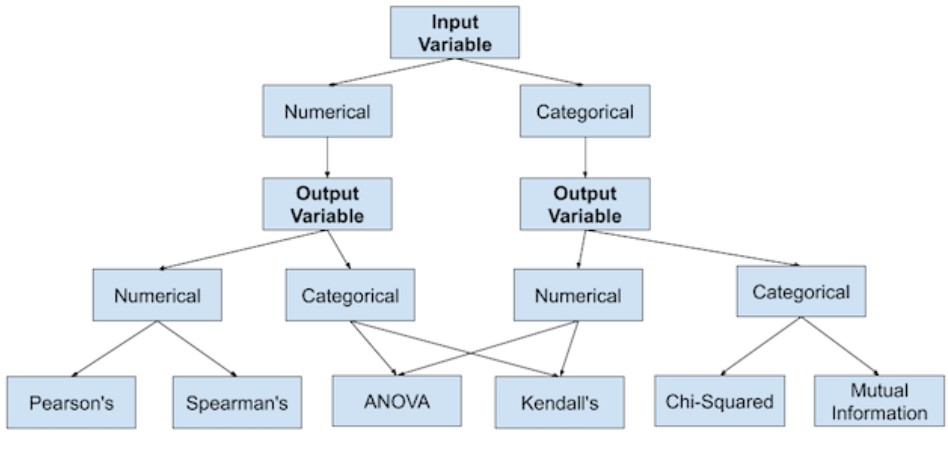 Input
Variable
Numerical
Categorical
Output
Variable
Output
Variable
Numerical
Categorical
Numerical
Categorical
Pearson's
Spearman's
ANOVA
Kendall's
Chi-Squared
Mutual
Information